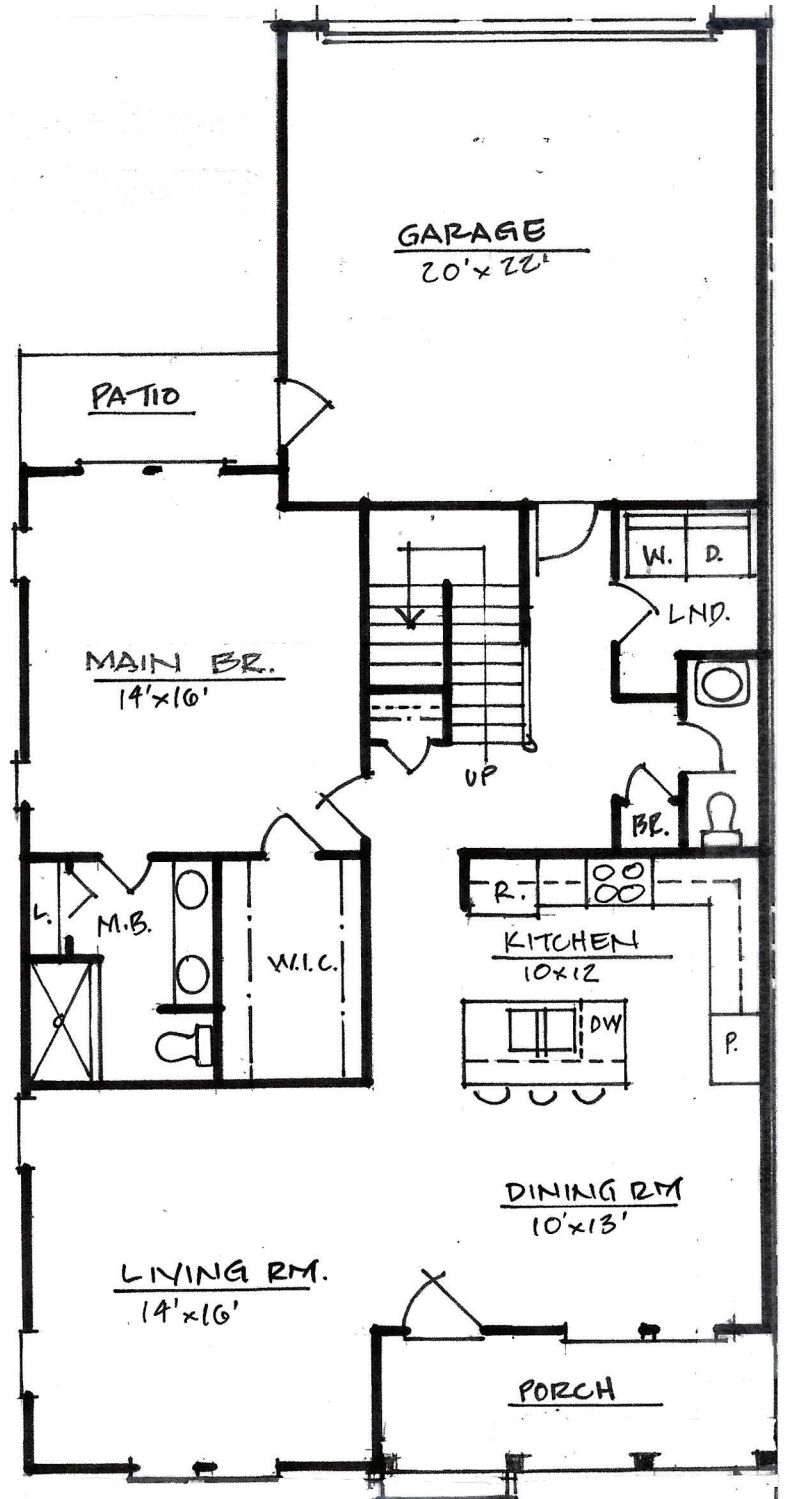 GARAGE
20'x 22'
PATIO
W. D.
LND.
MAIN BR.
14'x16'
UP
BR.
L.
M.B.
W.I.C.
R.
KITCHEN
10x12
DW
P.
DINING RM
10'x13'
LIVING RM.
14'x16'
PORCH